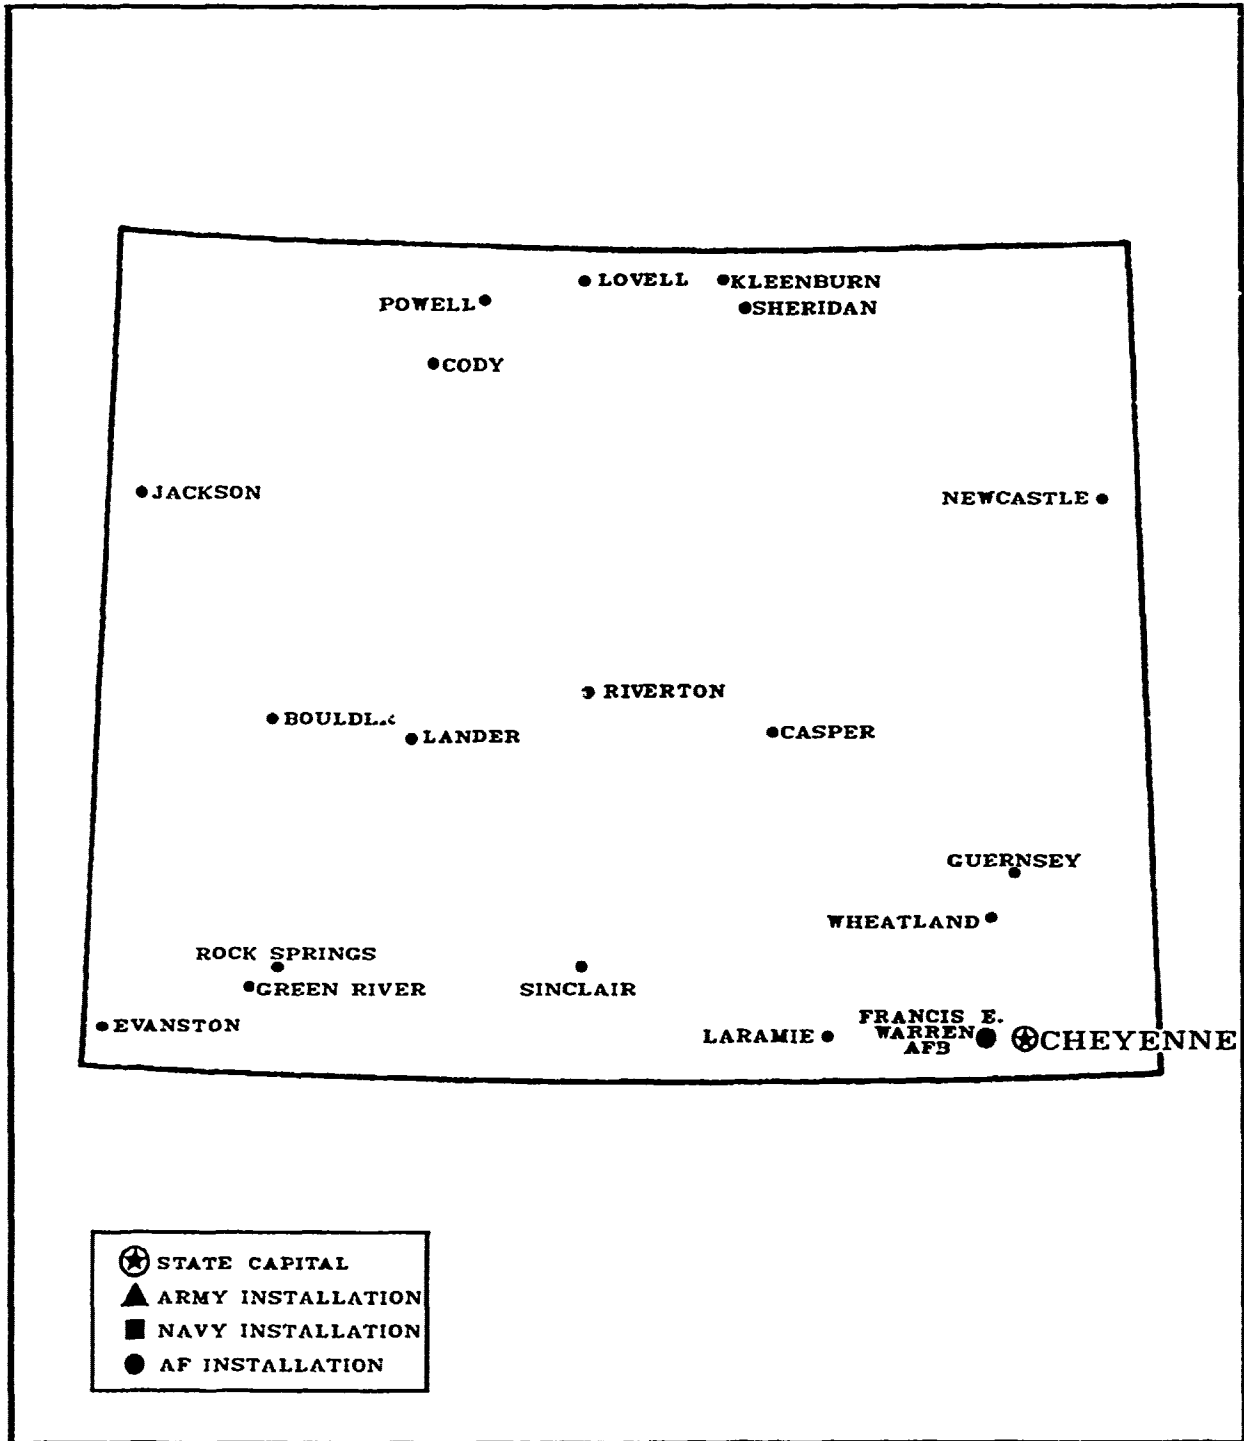 LOVELL
KLEENBURN
POWELL
SHERIDAN
CODY
JACKSON
NEWCASTLE
RIVERTON
LANDER
CASPER
GUERNSEY
WHEATLAND
ROCK SPRINGS
GREEN RIVER
SINCLAIR
EVANSTON
LARAMIE
FRANCIS E.
WARREN
AFB
CHEYENNE
STATE CAPITAL
ARMY INSTALLATION
NAVY INSTALLATION
AF INSTALLATION